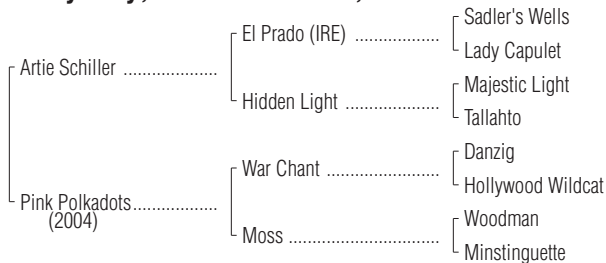 El Prado (IRE) ..................
Sadler's Wells
Lady Capulet
Artie Schiller ....................
Hidden Light ....................
Majestic Light
Tallahto
War Chant ........................
Danzig
Hollywood Wildcat
Pink Polkadots..................
(2004)
Moss ................................
Woodman
Minstinguette